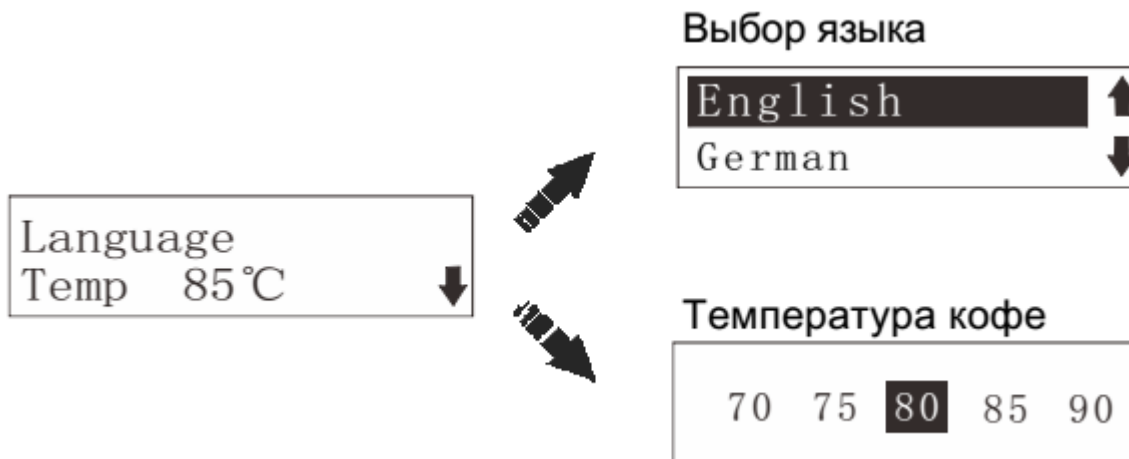 Выбор языка
English
German
Language
Temp 85℃
Температура кофе
70 75 80 85 90